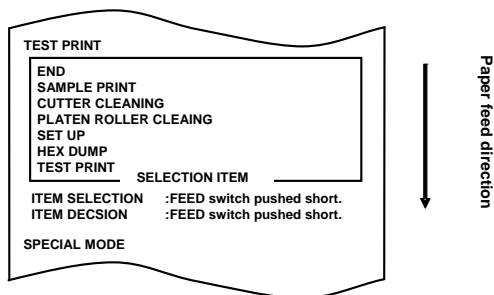 TEST PRINT
END
SAMPLE PRINT
CUTTER CLEANING
PLATEN ROLLER CLEAING
SET UP
HEX DUMP
TEST PRINT
SELECTION ITEM
ITEM SELECTION :FEED switch pushed short.
ITEM DECSION :FEED switch pushed short.
SPECIAL MODE
Paper feed direction